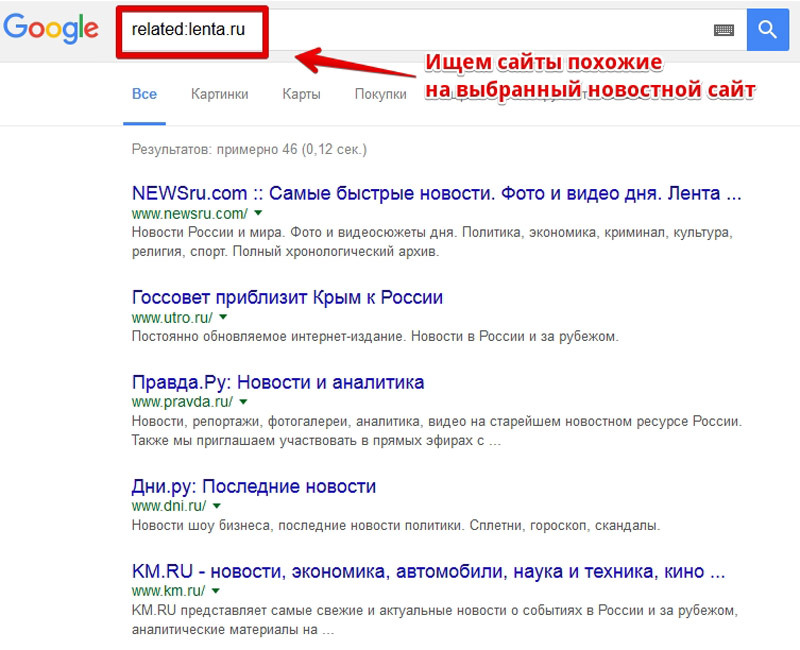 Google
related:lenta.ru
Ищем сайты похожие
на выбранный новостной сайт
Все Картинки Карты Покупки
Результатов: примерно 46 (0,12 сек.)
NEWSru.com :: Самые быстрые новости. Фото и видео дня. Лента ...
www.newsru.com/
Новости России и мира. Фото и видеосюжеты дня. Политика, экономика, криминал, культура,
религия, спорт. Полный хронологический архив.
Госсовет приблизит Крым к России
www.utro.ru/
Постоянно обновляемое интернет-издание. Новости в России и за рубежом.
Правда.Ру: Новости и аналитика
www.pravda.ru/
Новости, репортажи, фотогалереи, аналитика, видео на старейшем новостном ресурсе России.
Также мы приглашаем участвовать в прямых эфирах с ...
Дни.ру: Последние новости
www.dni.ru/
Новости шоу бизнеса, последние новости политики. Сплетни, гороскоп, скандалы.
KM.RU - новости, экономика, автомобили, наука и техника, кино ...
www.km.ru/
KM.RU представляет самые свежие и актуальные новости о событиях в России и за рубежом,
аналитические материалы на ...